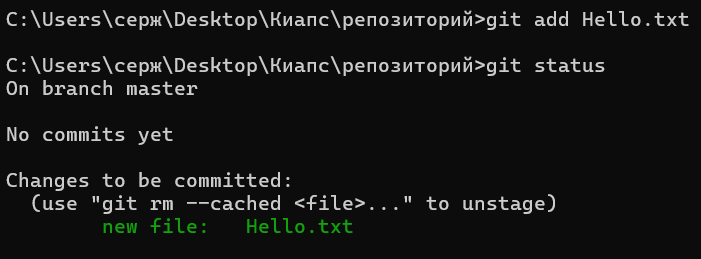 C:\Users\серж\Desktop\Киапс\репозиторий>git add Hello.txt
C:\Users\серж\Desktop\Киапс\репозиторий>git status
On branch master
No commits yet
Changes to be committed:
(use "git rm --cached <file>..." to unstage)
new file: Hello.txt